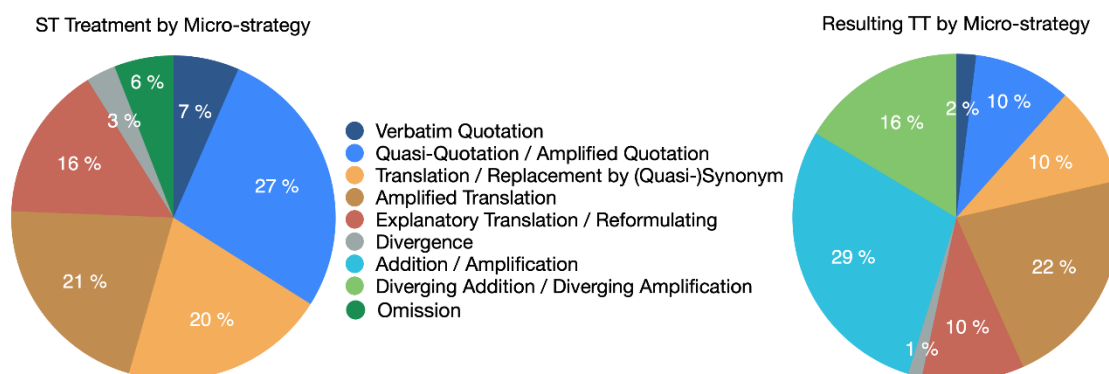 ST Treatment by Micro-strategy
Resulting TT by Micro-strategy
6 %
7 %
3 %
16 %
27 %
21 %
20 %
Verbatim Quotation
Quasi-Quotation / Amplified Quotation
Translation / Replacement by (Quasi-)Synonym
Amplified Translation
Explanatory Translation / Reformulating
Divergence
Addition / Amplification
Diverging Addition / Diverging Amplification
Omission
2 %
10 %
16 %
10 %
29 %
22 %
10 %
1 %